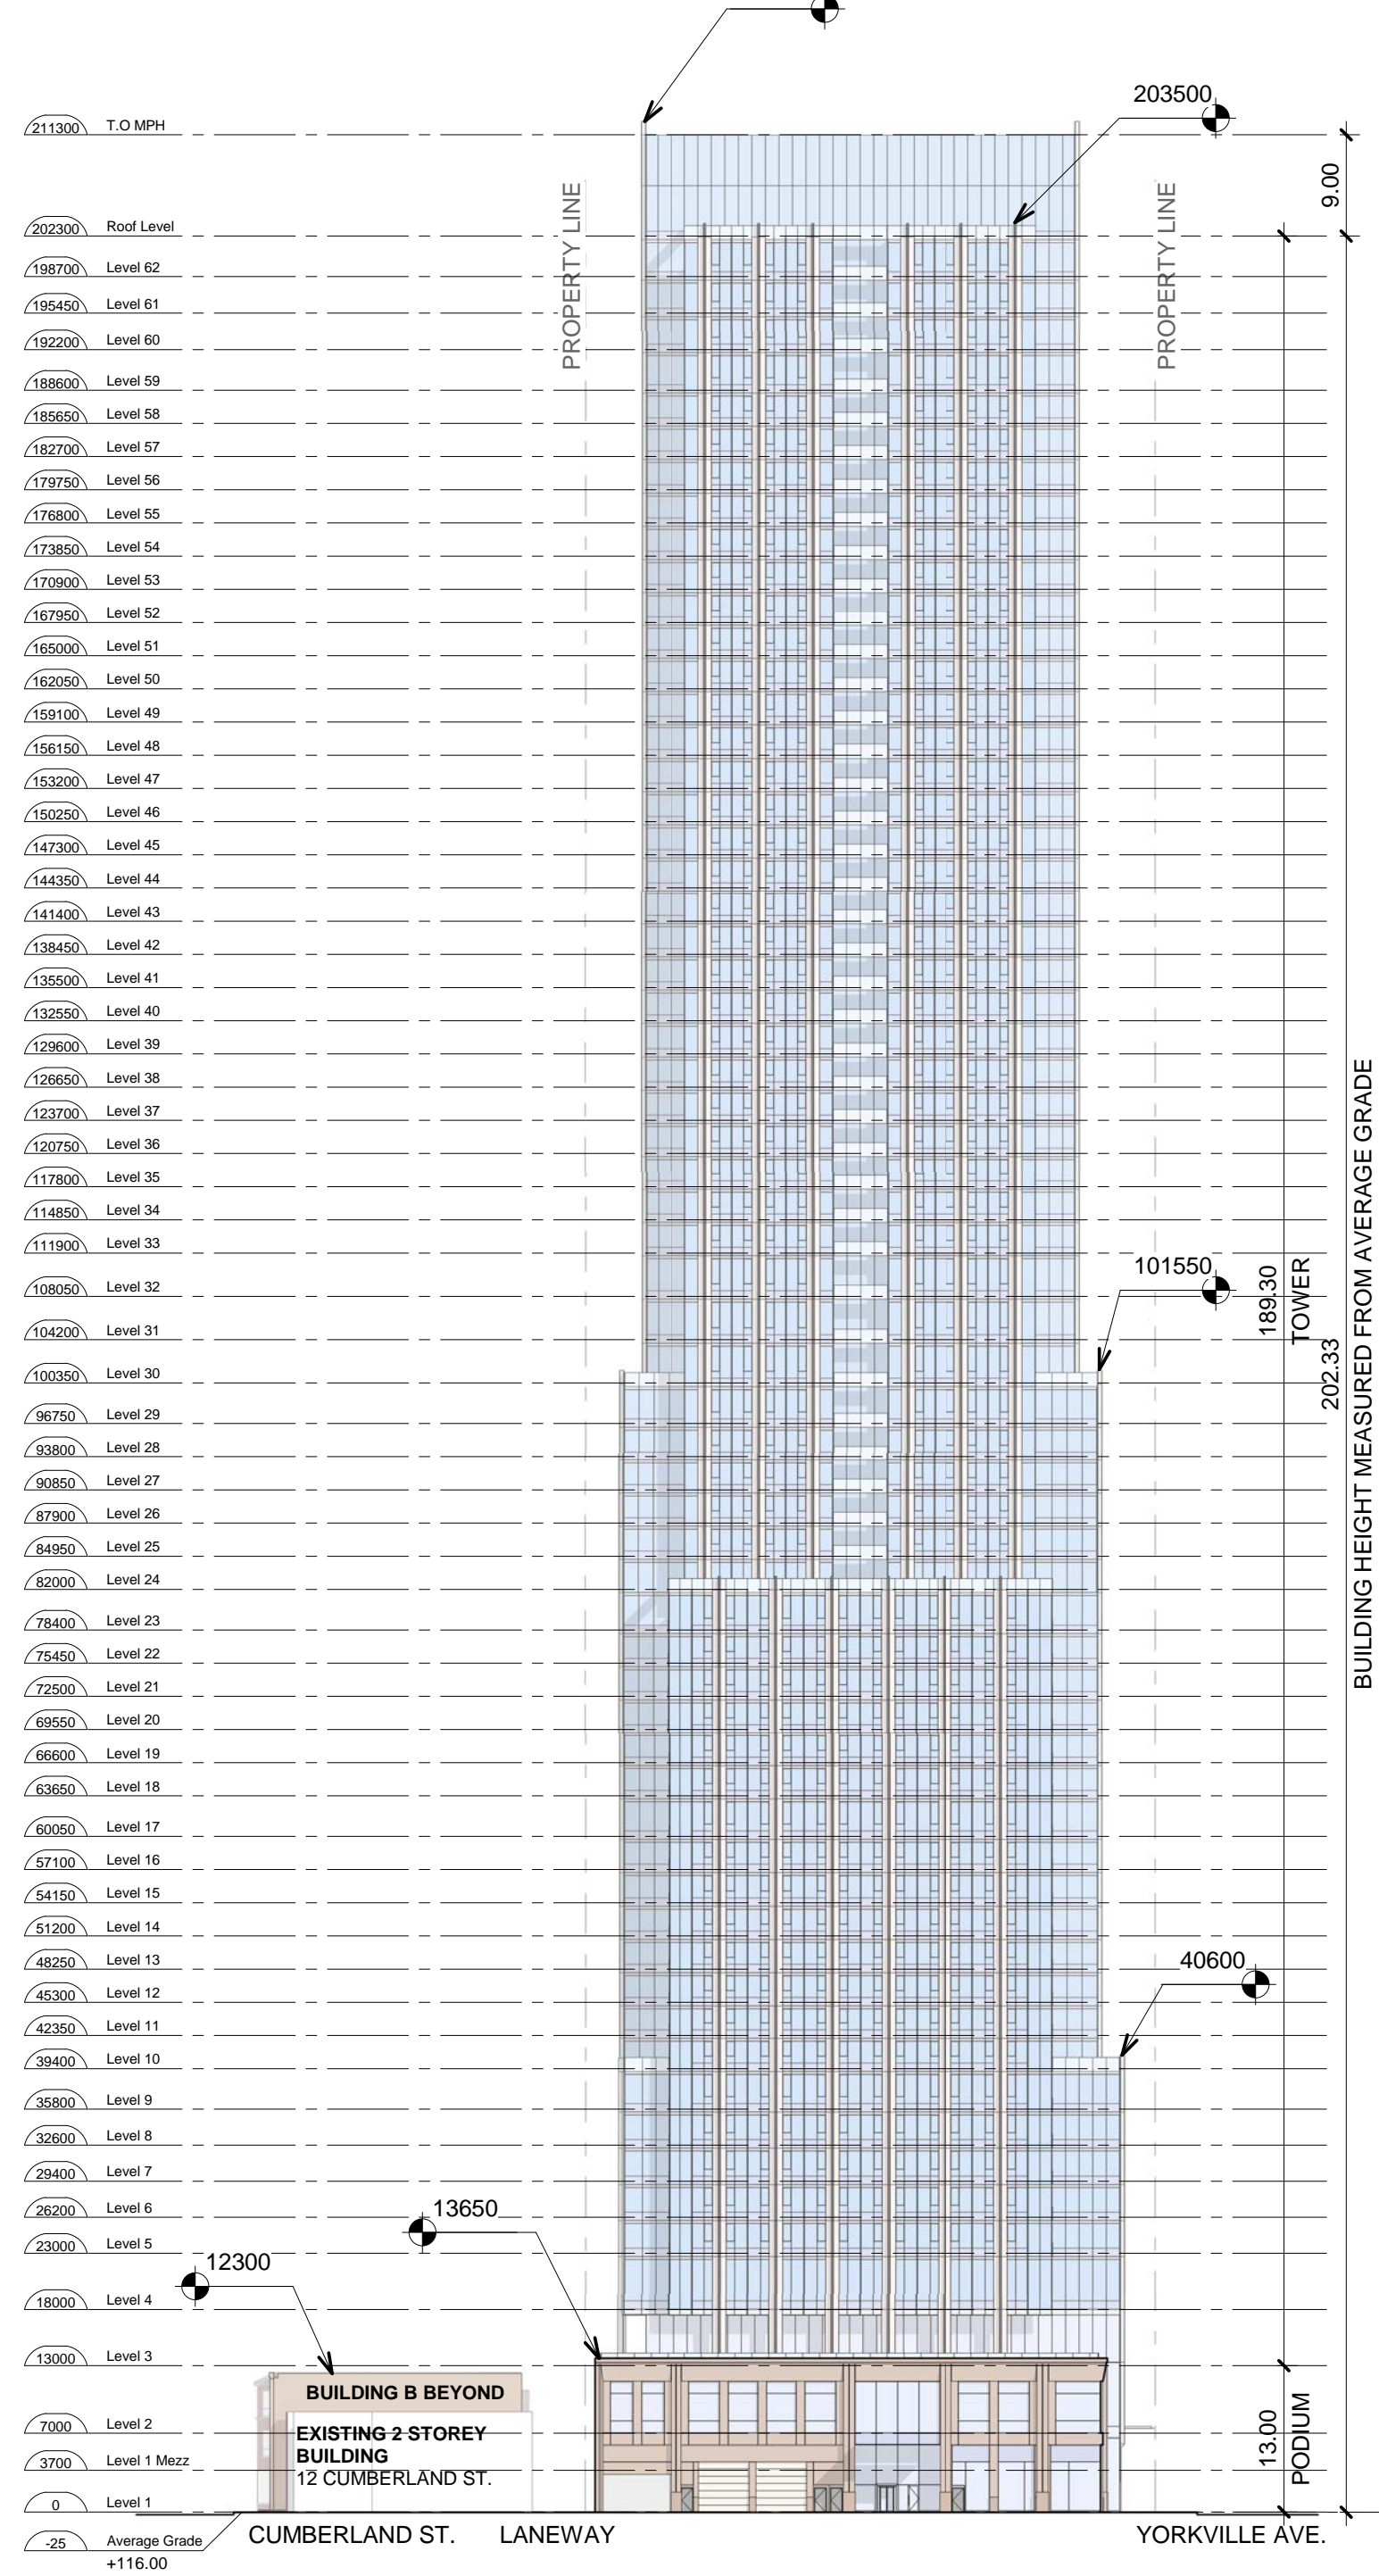 203500
211300 T.O MPH
9.00
PROPERTY LINE
PROPERTY LINE
202300 Roof Level
198700 Level 62
195450 Level 61
192200 Level 60
188600 Level 59
185650 Level 58
182700 Level 57
179750 Level 56
176800 Level 55
173850 Level 54
170900 Level 53
167950 Level 52
165000 Level 51
162050 Level 50
159100 Level 49
156150 Level 48
153200 Level 47
150250 Level 46
147300 Level 45
144350 Level 44
141400 Level 43
138450 Level 42
135500 Level 41
132550 Level 40
129600 Level 39
126650 Level 38
123700 Level 37
120750 Level 36
117800 Level 35
114850 Level 34
111900 Level 33
101550
108050 Level 32
189.30
TOWER
202.33
BUILDING HEIGHT MEASURED FROM AVERAGE GRADE
104200 Level 31
100350 Level 30
96750 Level 29
93800 Level 28
90850 Level 27
87900 Level 26
84950 Level 25
82000 Level 24
78400 Level 23
75450 Level 22
72500 Level 21
69550 Level 20
66600 Level 19
63650 Level 18
60050 Level 17
57100 Level 16
54150 Level 15
51200 Level 14
48250 Level 13
40600
45300 Level 12
42350 Level 11
39400 Level 10
35800 Level 9
32600 Level 8
29400 Level 7
26200 Level 6
13650
23000 Level 5
12300
18000 Level 4
13000 Level 3
BUILDING B BEYOND
7000 Level 2
EXISTING 2 STOREY
BUILDING
12 CUMBERLAND ST.
13.00
PODIUM
3700 Level 1 Mezz
0 Level 1
CUMBERLAND ST. LANEWAY YORKVILLE AVE.
-25 Average Grade
+116.00